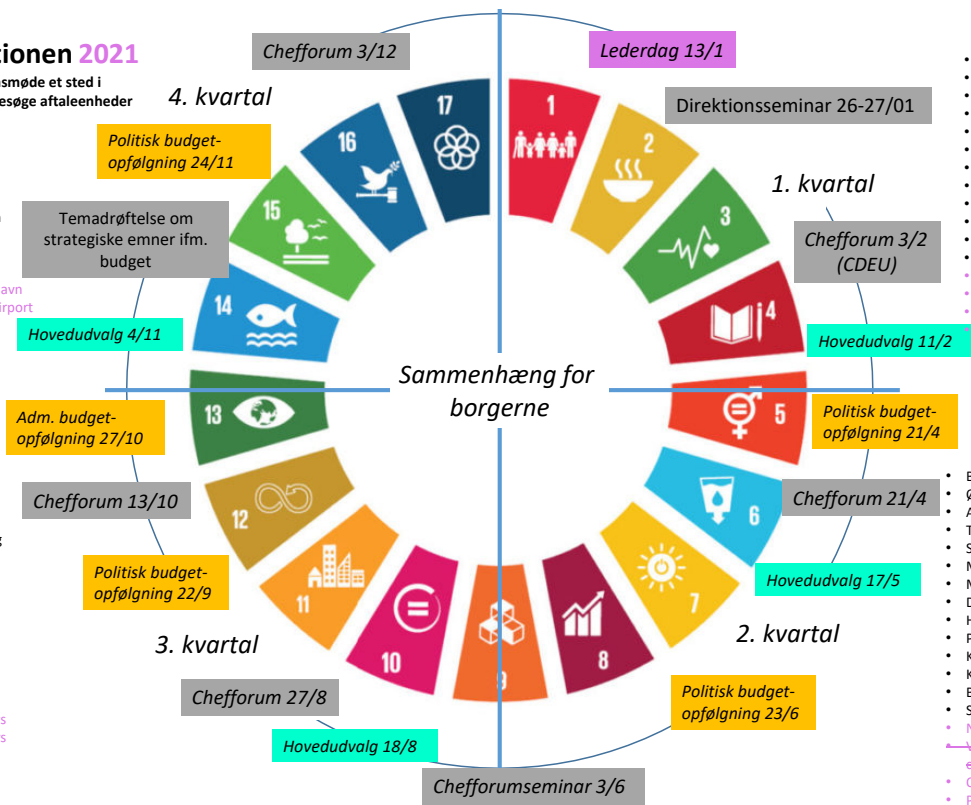 tionen 2021
nsmøde et sted i
esøge aftaleenheder
Chefforum 3/12
Lederdag 13/1
4. kvartal
Direktionsseminar 26-27/01
Politisk budget-
opfølgning 24/11
1. kvartal
Temadrøftelse om
strategiske emner ifm.
budget
Chefforum 3/2
(CDEU)
avn
irport
Hovedudvalg 4/11
Hovedudvalg 11/2
Sammenhæng for
borgerne
Adm. budget-
opfølgning 27/10
Politisk budget-
opfølgning 21/4
Chefforum 13/10
Chefforum 21/4
Politisk budget-
opfølgning 22/9
Hovedudvalg 17/5
3. kvartal
2. kvartal
Chefforum 27/8
Politisk budget-
opfølgning 23/6
Hovedudvalg 18/8
Chefforumseminar 3/6
1
2
3
4
5
6
7
8
9
10
11
12
13
14
15
16
17